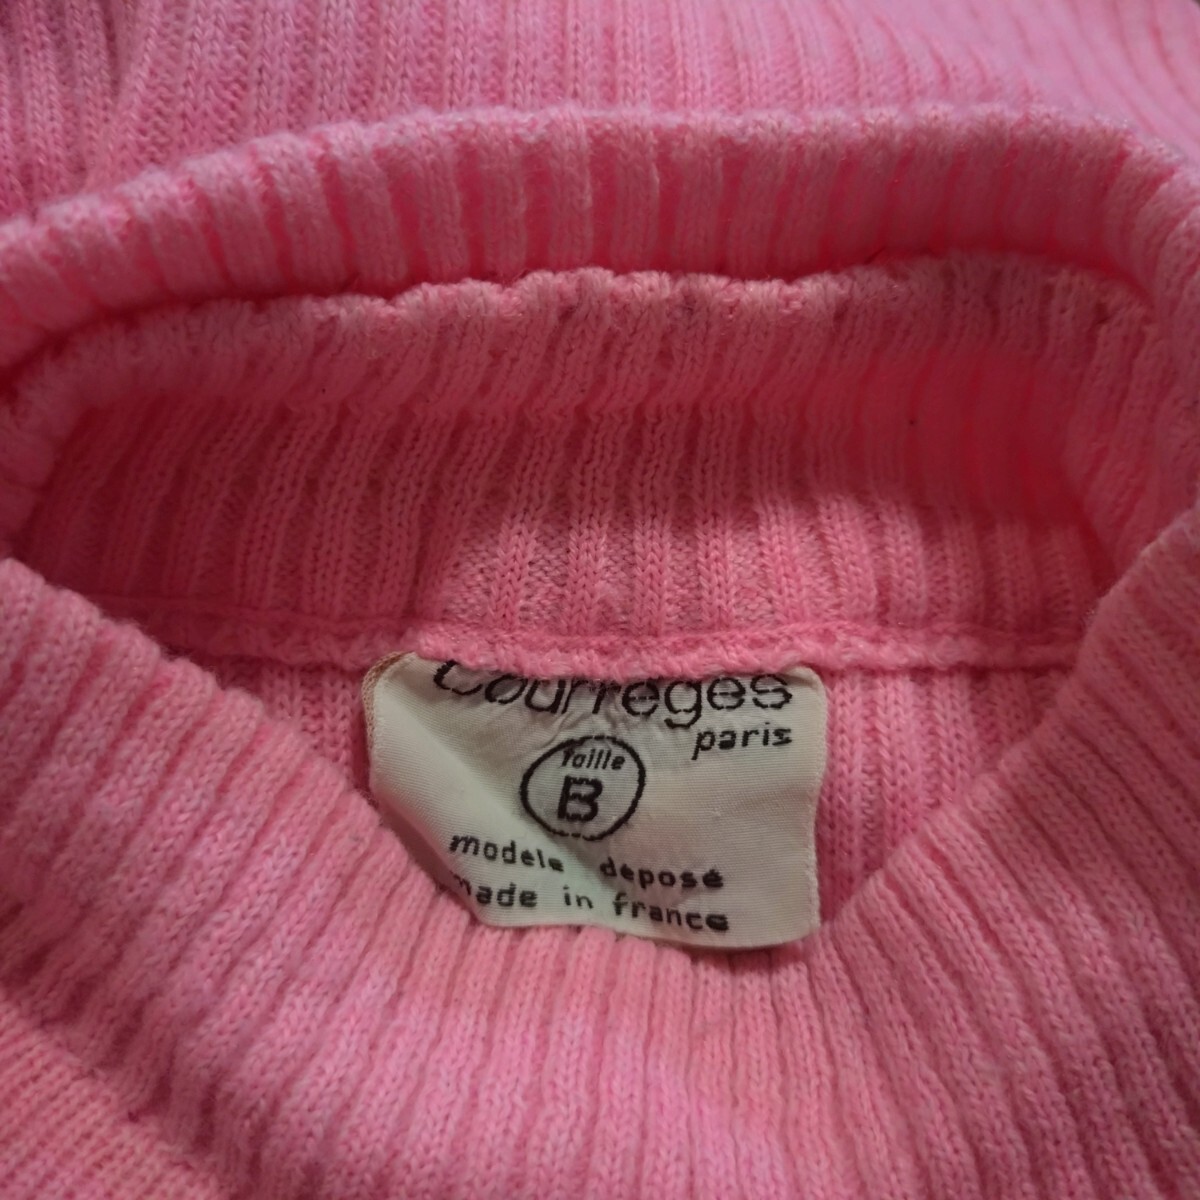 courrèges
paris
taille
B
modele deposé
made in france